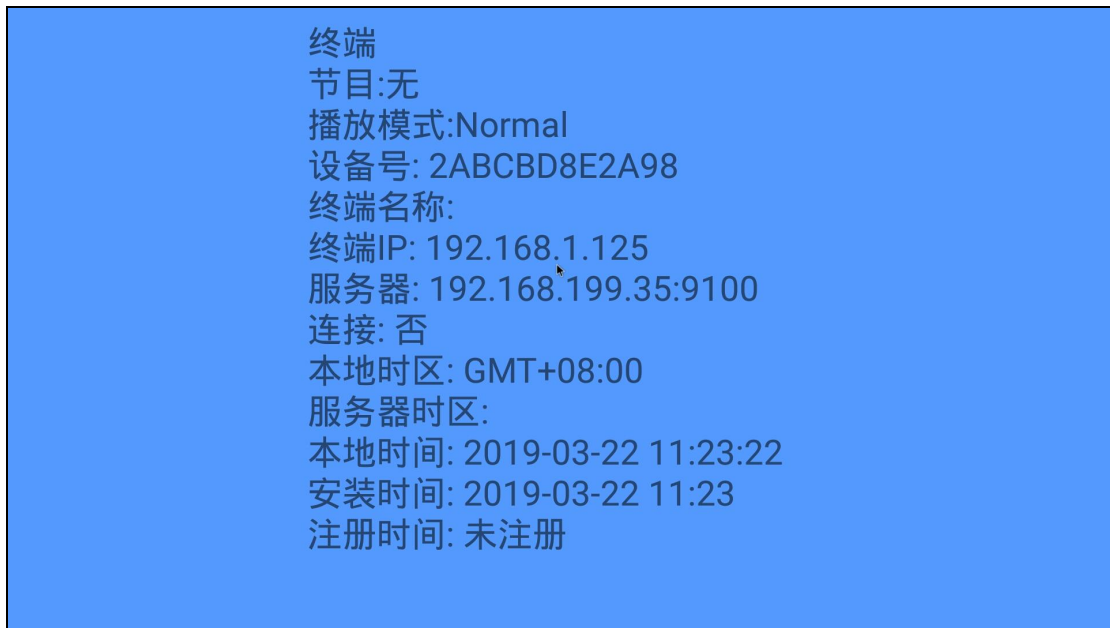 终端
节目:无
播放模式:Normal
设备号: 2ABCBD8E2A98
终端名称:
终端IP: 192.168.1.125
服务器: 192.168.199.35:9100
连接: 否
本地时区: GMT+08:00
服务器时区:
本地时间: 2019-03-22 11:23:22
安装时间: 2019-03-22 11:23
注册时间: 未注册